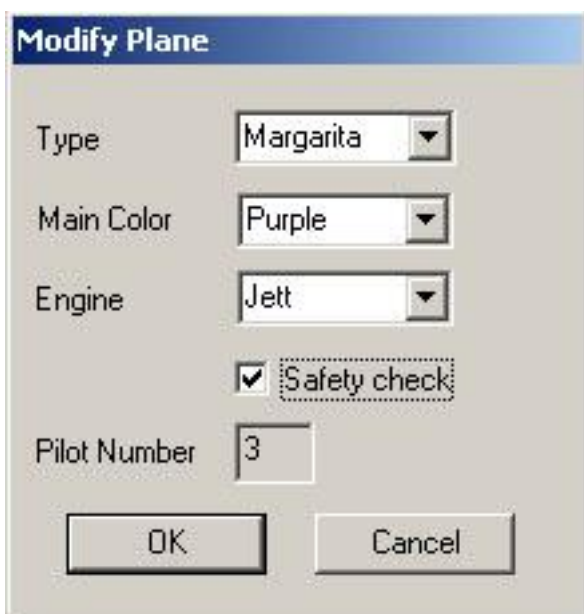 Modify Plane
Type Margarita
Main Color Purple
Engine Jett
Safety check
Pilot Number 3
OK Cancel